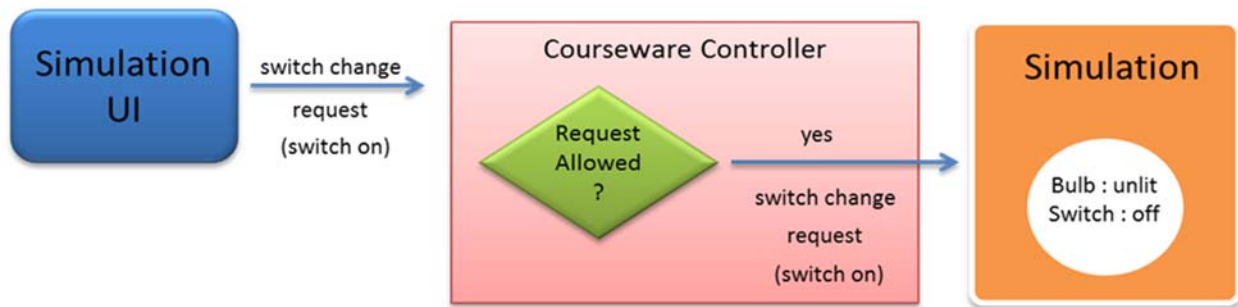 Simulation
UI
switch change
request
(switch on)
Courseware Controller
Request
Allowed
?
yes
switch change
request
(switch on)
Simulation
Bulb : unlit
Switch : off